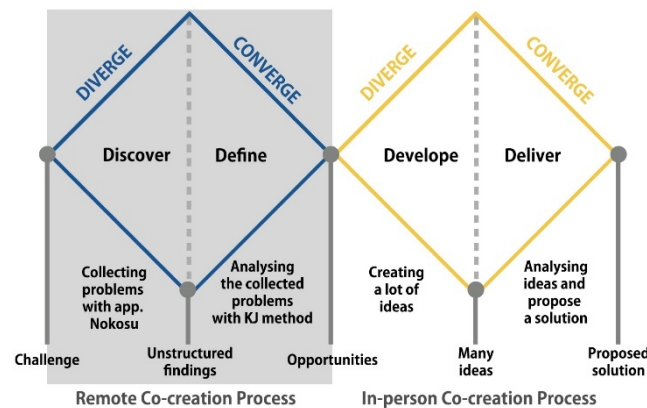 DIVERGE
CONVERGE
DIVERGE
CONVERGE
Discover
Define
Develope
Deliver
Collecting
problems
with app.
Nokosu
Analysing
the collected
problems
with KJ method
Creating
a lot of
ideas
Analysing
ideas and
propose
a solution
Challenge
Unstructured
findings
Opportunities
Many
ideas
Proposed
solution
Remote Co-creation Process
In-person Co-creation Process